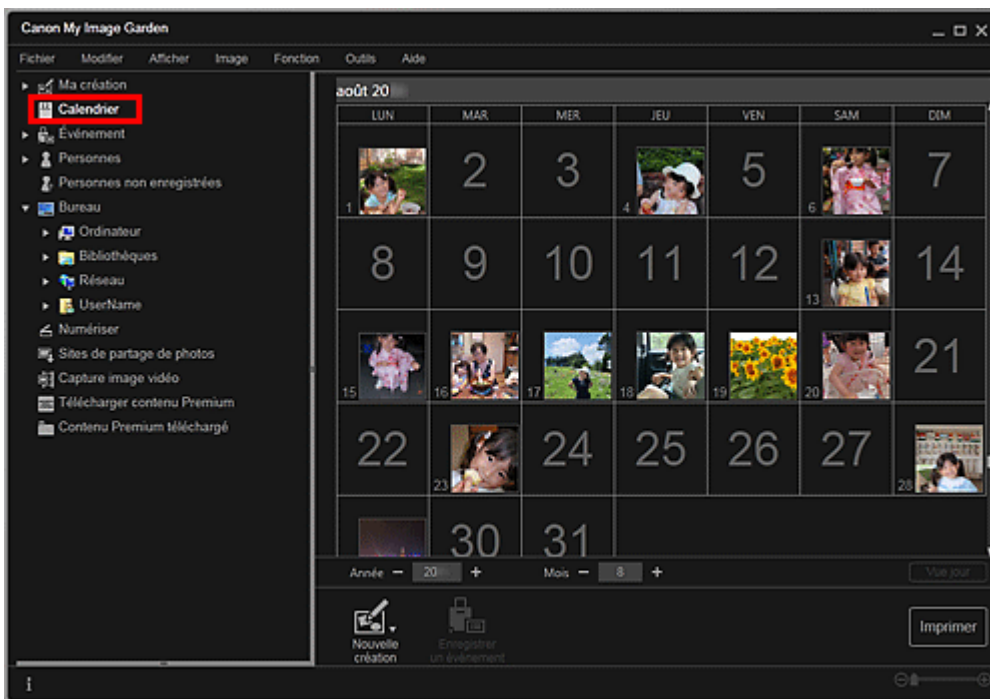 Canon My Image Garden
Fichier Modifier Afficher Image Fonction Outils Aide
Ma création
Calendrier
Événement
Personnes
Personnes non enregistrées
Bureau
Ordinateur
Bibliothèques
Réseau
UserName
Numériser
Sites de partage de photos
Capture image vidéo
Télécharger contenu Premium
Contenu Premium téléchargé
août 20
LUN MAR MER JEU VEN SAM DIM
1 2 3 4 5 6 7
8 9 10 11 12 13 14
15 16 17 18 19 20 21
22 23 24 25 26 27 28
30 31
Année − 20 + Mois − 8 + Vue jour
Nouvelle création
Enregistrer un évènement
Imprimer